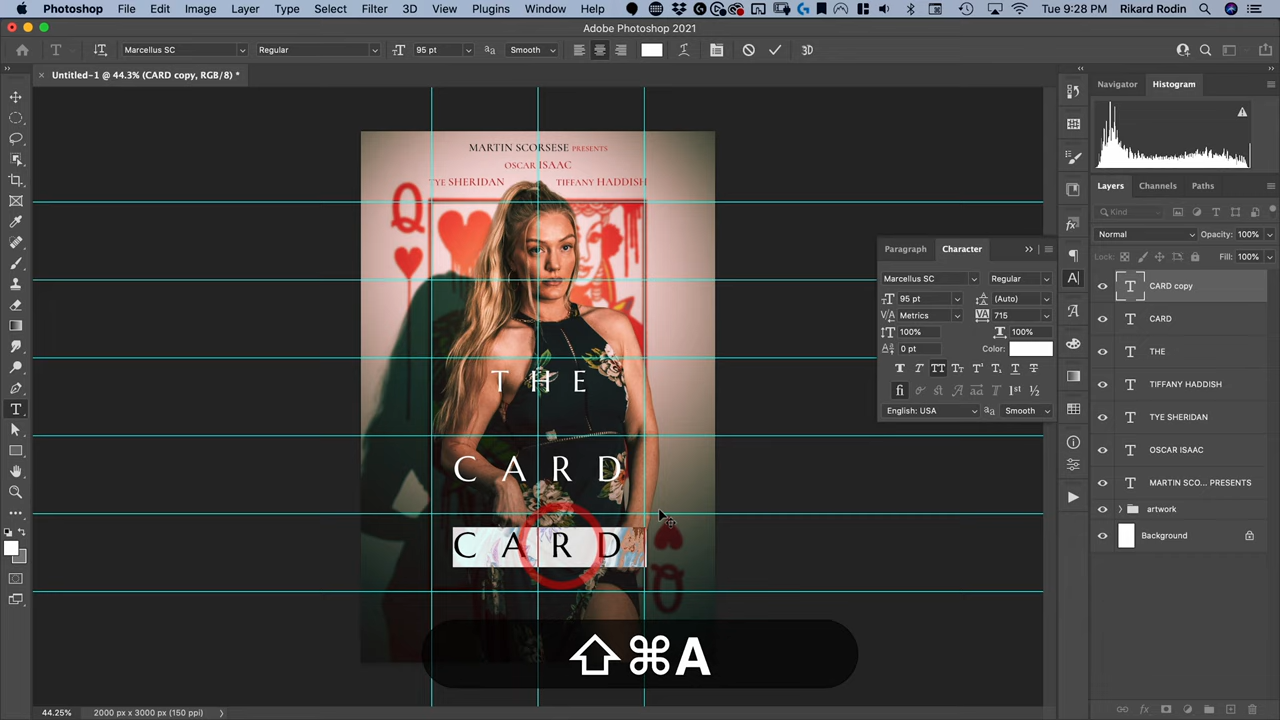 Photoshop File Edit Image Layer Type Select Filter 3D View Plugins Window Help Tue 9:28 PM Rikard Rodin
Adobe Photoshop 2021
Marcellus SC Regular 95 pt Smooth 3D
Untitled-1 @ 44.3% (CARD copy, RGB/8) *
Navigator Histogram
MARTIN SCORSESE PRESENTS
OSCAR ISAAC
TYE SHERIDAN TIFFANY HADDISH
Q
THE
CARD
CARD
Q
Paragraph Character
Marcellus SC Regular
95 pt (Auto)
Metrics 715
100% 100%
0 pt Color:
English: USA Smooth
Layers Channels Paths
Kind
Normal Opacity: 100%
Lock: Fill: 100%
CARD copy
CARD
THE
TIFFANY HADDISH
TYE SHERIDAN
OSCAR ISAAC
MARTIN SCO... PRESENTS
artwork
Background
⇧⌘A
44.25% 2000 px x 3000 px (150 ppi)